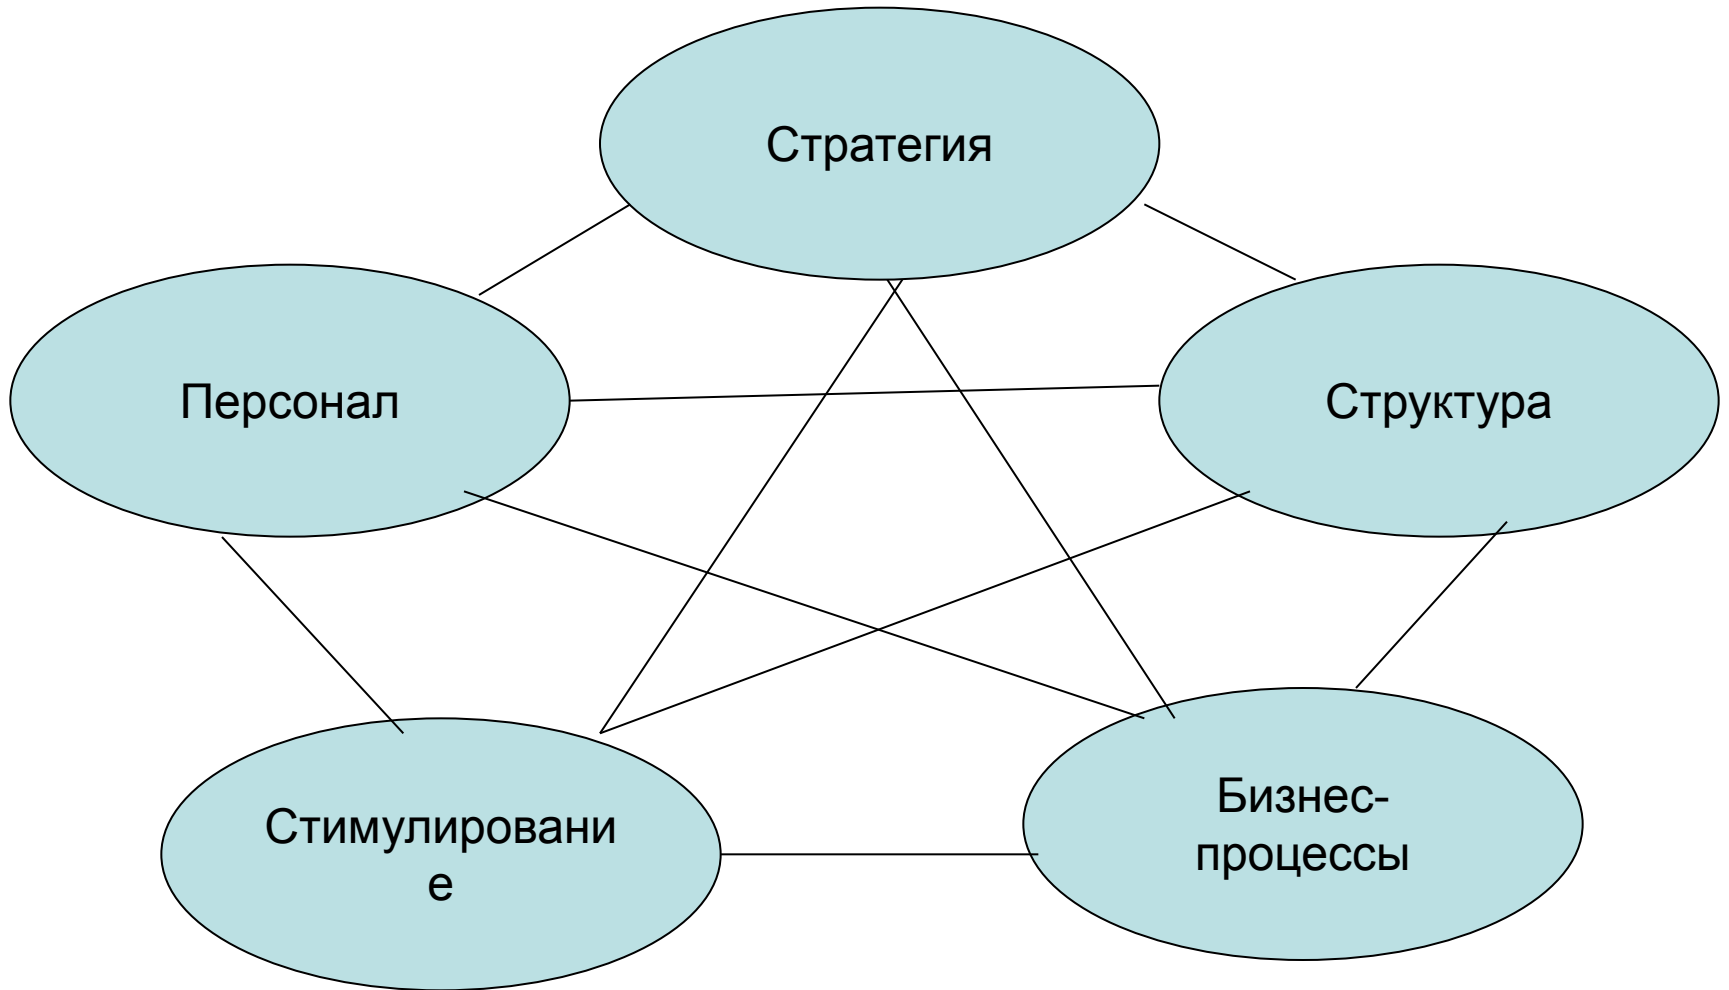 Стратегия
Персонал
Структура
Стимулировани
е
Бизнес-
процессы